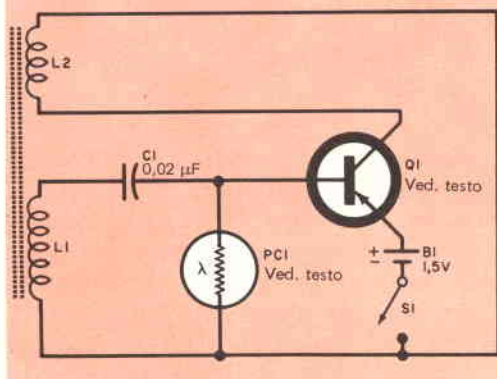 L2
C1
0,02 µF
Q1
Ved. testo
L1
λ
PC1
Ved. testo
+
−
B1
1,5V
S1